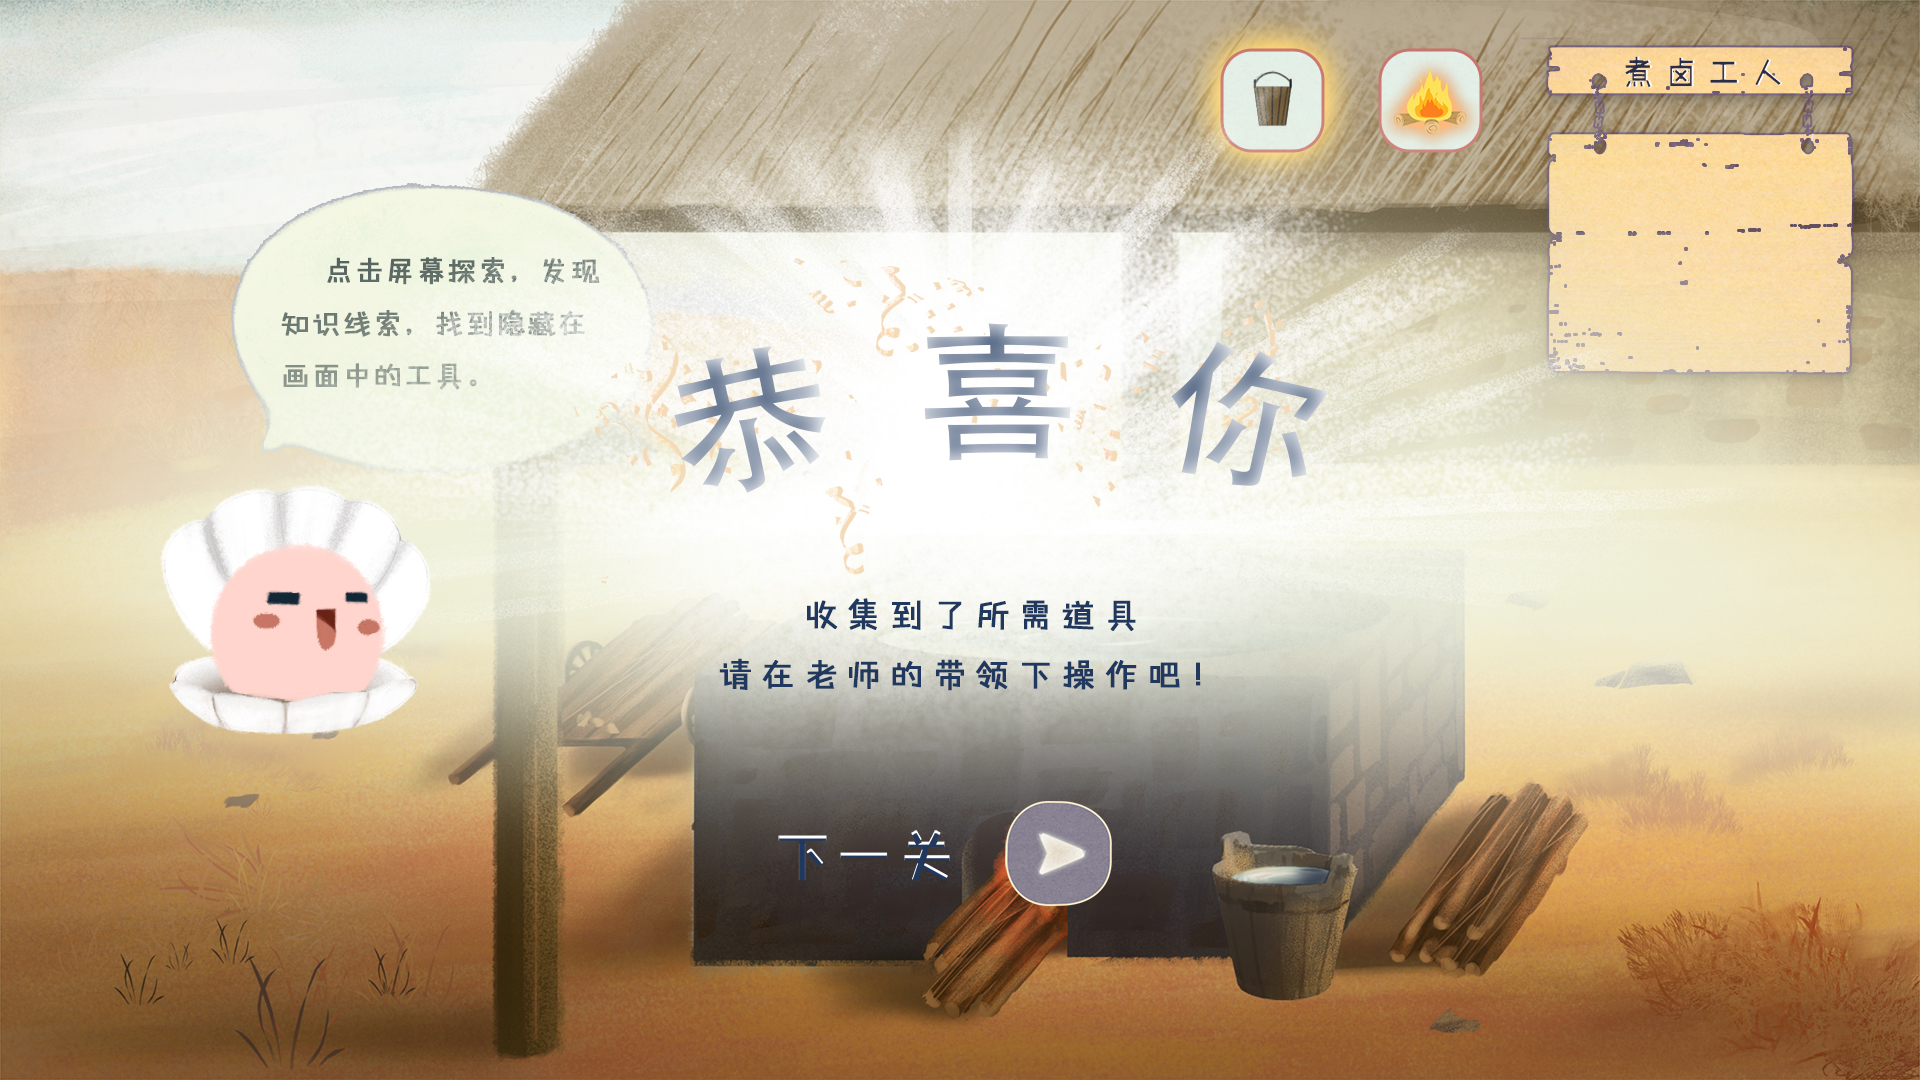 煮卤工人
点击屏幕探索，发现
知识线索，找到隐藏在
画面中的工具。
恭喜你
收集到了所需道具
请在老师的带领下操作吧！
下一关